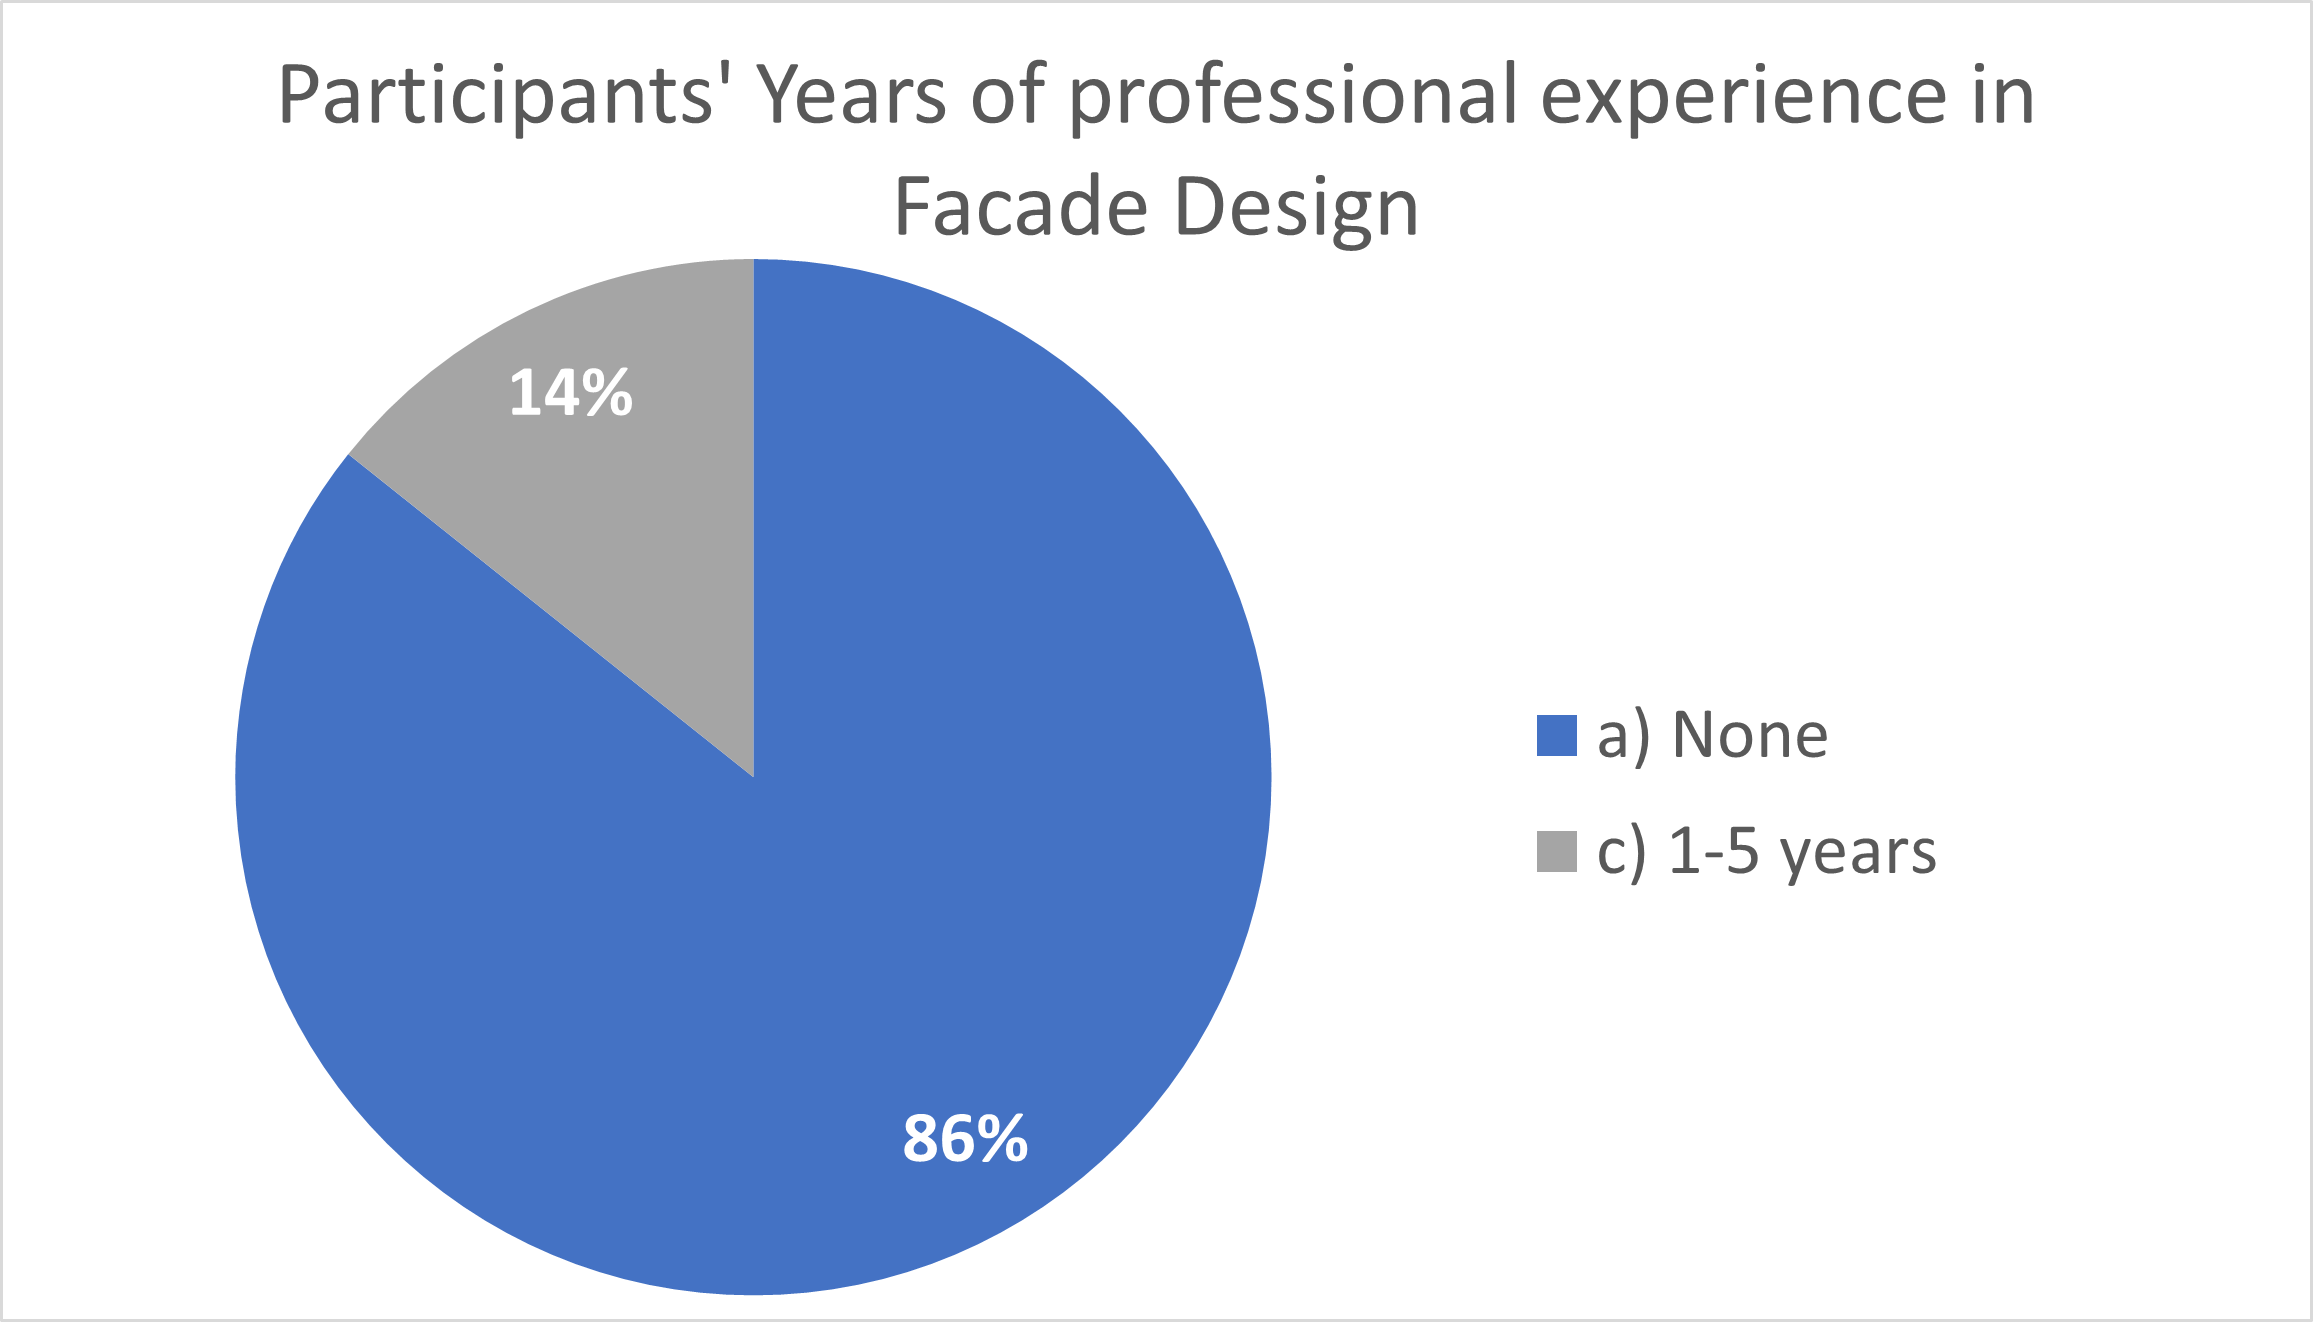 Participants' Years of professional experience in
Facade Design
14%
86%
a) None
c) 1-5 years